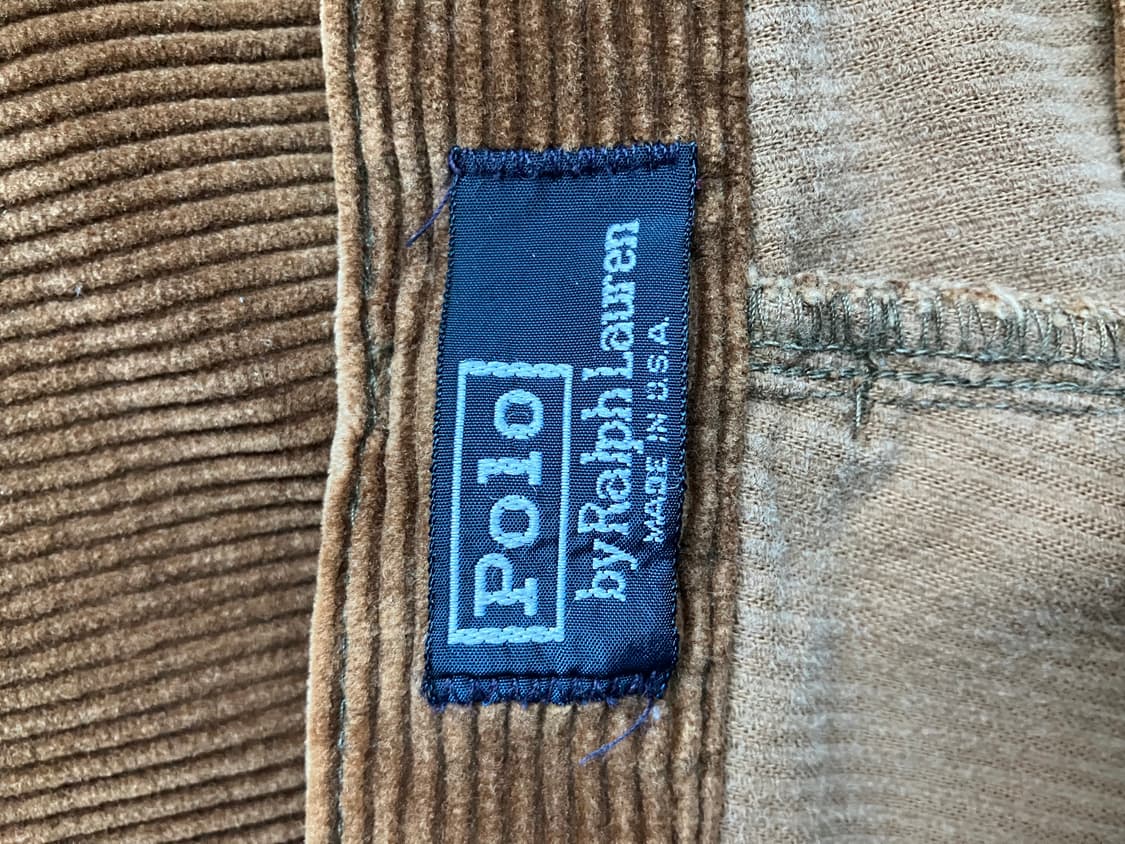 Polo
by Ralph Lauren
MADE IN U.S.A.